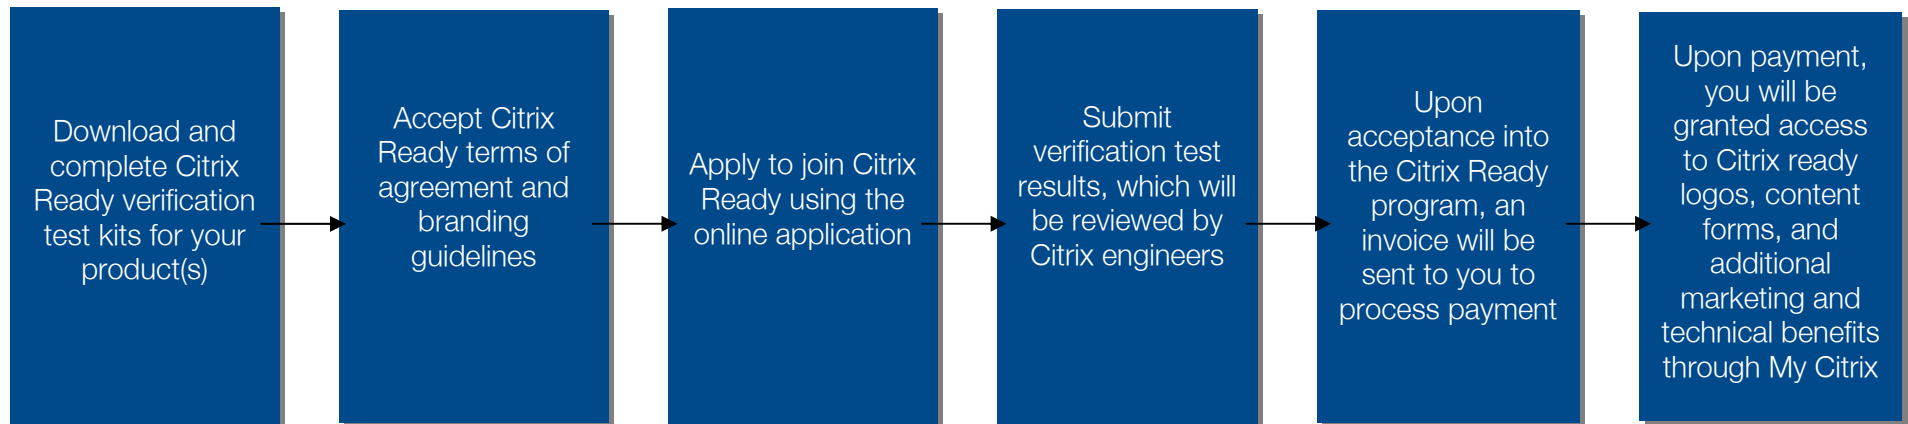 Download and
complete Citrix
Ready verification
test kits for your
product(s)
Accept Citrix
Ready terms of
agreement and
branding
guidelines
Apply to join Citrix
Ready using the
online application
Submit
verification test
results, which will
be reviewed by
Citrix engineers
Upon
acceptance into
the Citrix Ready
program, an
invoice will be
sent to you to
process payment
Upon payment,
you will be
granted access
to Citrix ready
logos, content
forms, and
additional
marketing and
technical benefits
through My Citrix